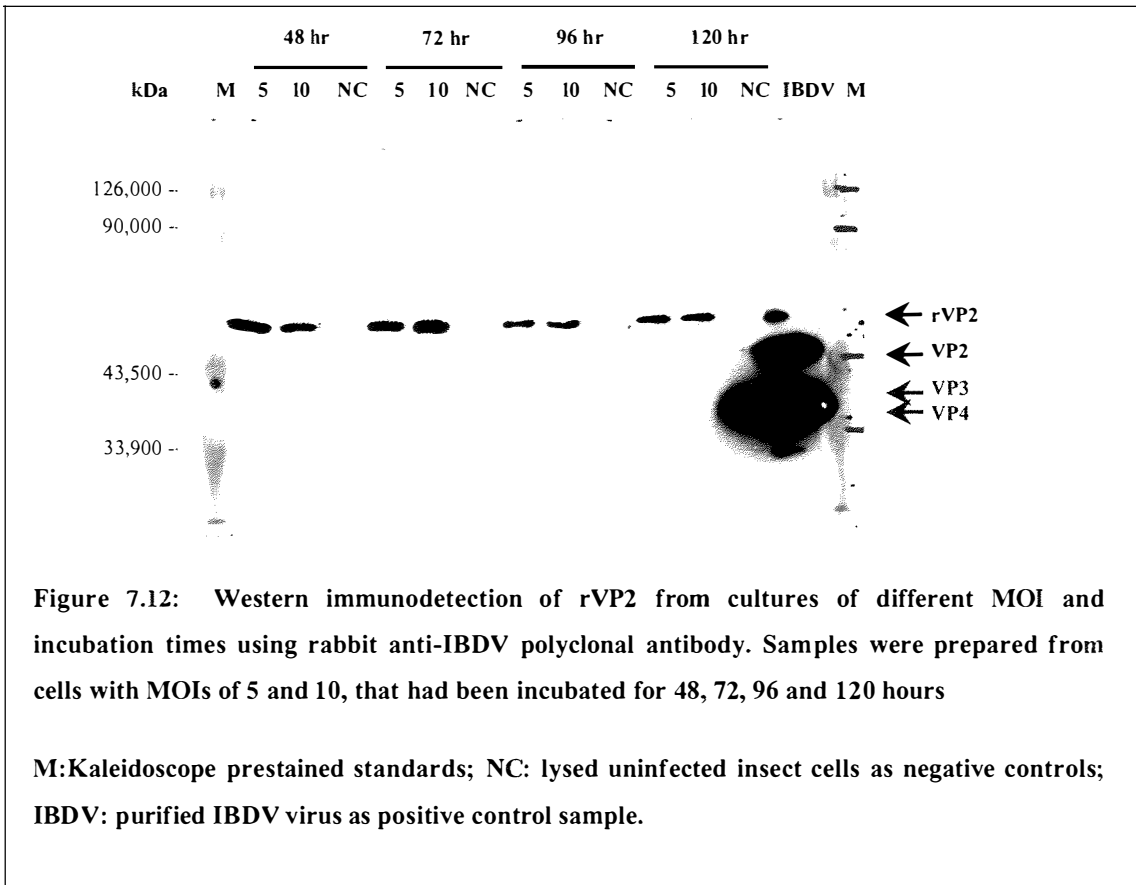 48 hr 72 hr 96 hr 120 hr
kDa M 5 10 NC 5 10 NC 5 10 NC 5 10 NC IBDV M
126,000 --
90,000 --
rVP2
VP2
43,500 --
VP3
VP4
33,900 --
Figure 7.12: Western immunodetection of rVP2 from cultures of different MOI and
incubation times using rabbit anti-IBDV polyclonal antibody. Samples were prepared from
cells with MOIs of 5 and 10, that had been incubated for 48, 72, 96 and 120 hours
M:Kaleidoscope prestained standards; NC: lysed uninfected insect cells as negative controls;
IBDV: purified IBDV virus as positive control sample.